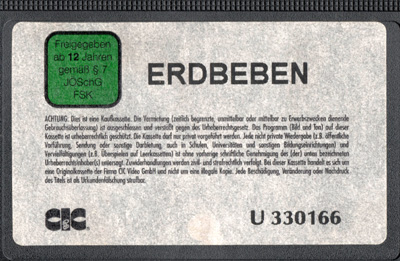 Freigegeben
ab 12 Jahren
gemäß § 7
JÖSchG
FSK
ERDBEBEN
ACHTUNG. Dies ist eine Kaufkassette. Die Vermietung (zeitlich begrenzte, unmittelbar oder mittelbar zu Erwerbszwecken dienende
Gebrauchsüberlassung) ist ausgeschlossen und verstößt gegen das Urheberrechtsgesetz. Das Programm (Bild und Ton) auf dieser
Kassette ist urheberrechtlich geschützt. Die Kassette darf nur privat vorgeführt werden. Jede nicht private Wiedergabe (z.B. öffentliche
Vorführung, Sendung oder sonstige Darbietung, auch in Schulen, Universitäten und sonstigen Bildungseinrichtungen) und
Vervielfältigungen (z.B. Überspielen auf Leerkassetten) ist ohne vorherige schriftliche Genehmigung des (der) unten bezeichneten
Urheberrechtsinhaber(s) untersagt. Zuwiderhandlungen werden zivil- und strafrechtlich verfolgt. Bei dieser Kassette handelt es sich um
eine Originalkassette der Firma CIC Video GmbH und nicht um eine illegale Kopie. Jede Beschädigung, Veränderung oder Nachdruck
des Titels ist als Urkundenfälschung strafbar.
CIC
U 330166